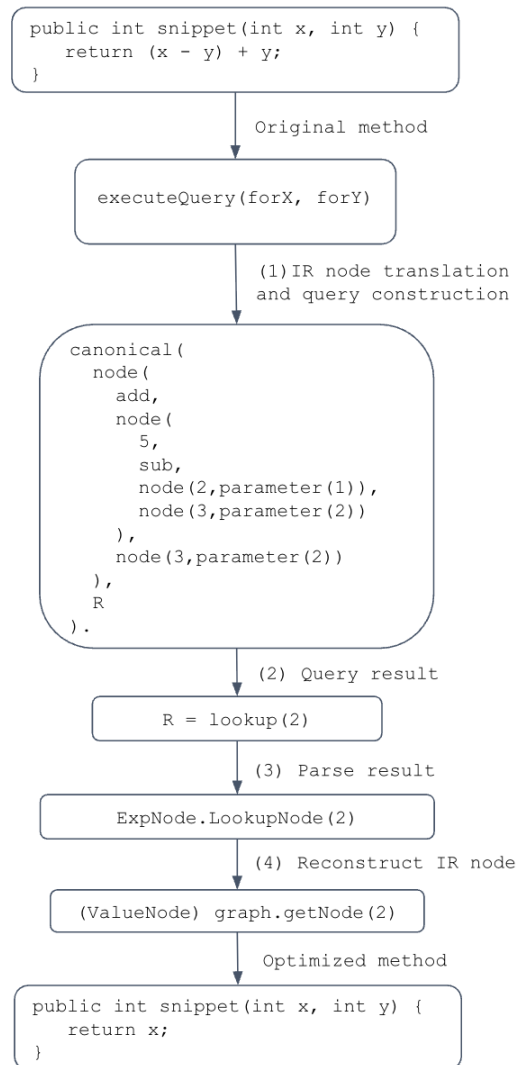 public int snippet(int x, int y) {
   return (x - y) + y;
}
Original method
executeQuery(forX, forY)
(1)IR node translation
and query construction
canonical(
  node(
    add,
    node(
      5,
      sub,
      node(2,parameter(1)),
      node(3,parameter(2))
    ),
    node(3,parameter(2))
  ),
  R
).
(2) Query result
R = lookup(2)
(3) Parse result
ExpNode.LookupNode(2)
(4) Reconstruct IR node
(ValueNode) graph.getNode(2)
Optimized method
public int snippet(int x, int y) {
   return x;
}